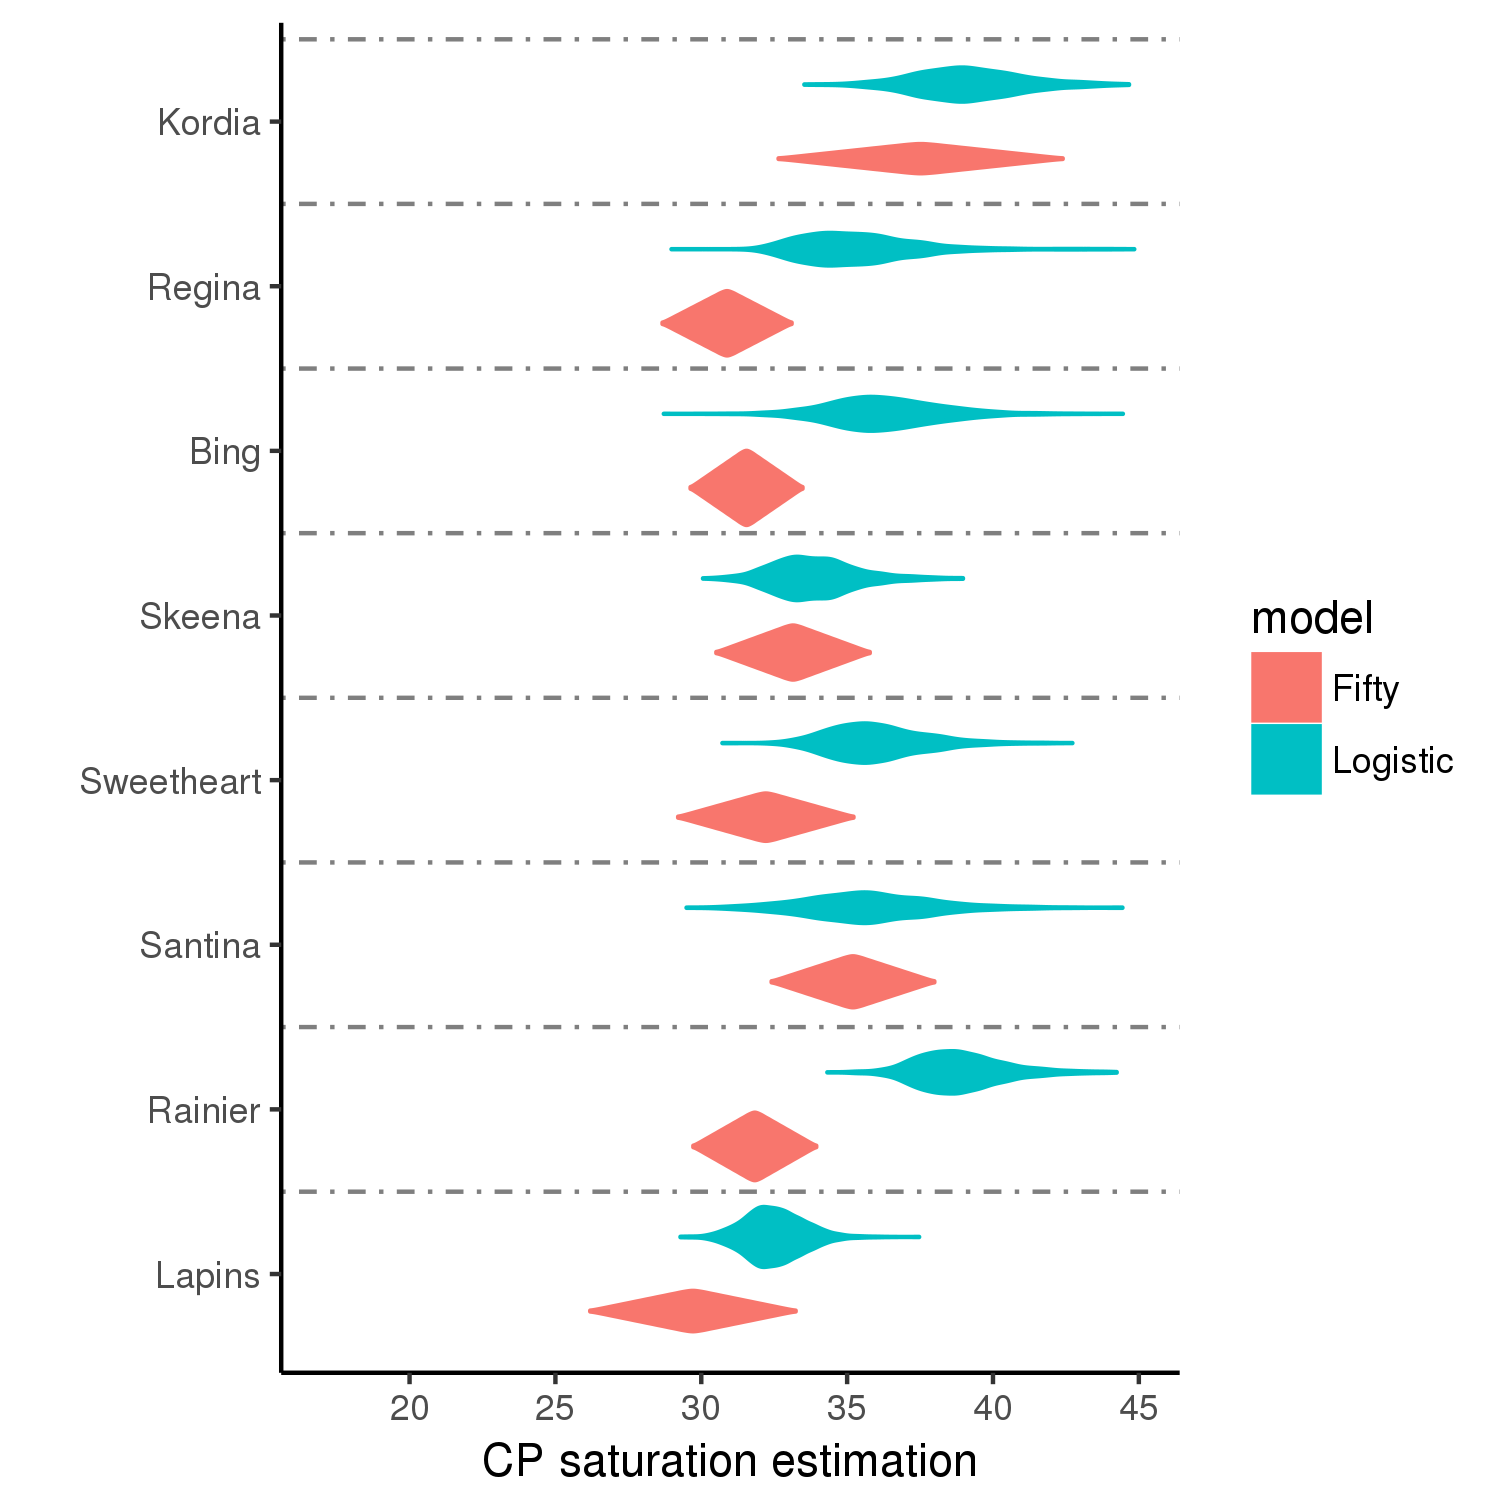 Kordia
Regina
Bing
Skeena
Sweetheart
Santina
Rainier
Lapins
20 25 30 35 40 45
CP saturation estimation
model
Fifty
Logistic